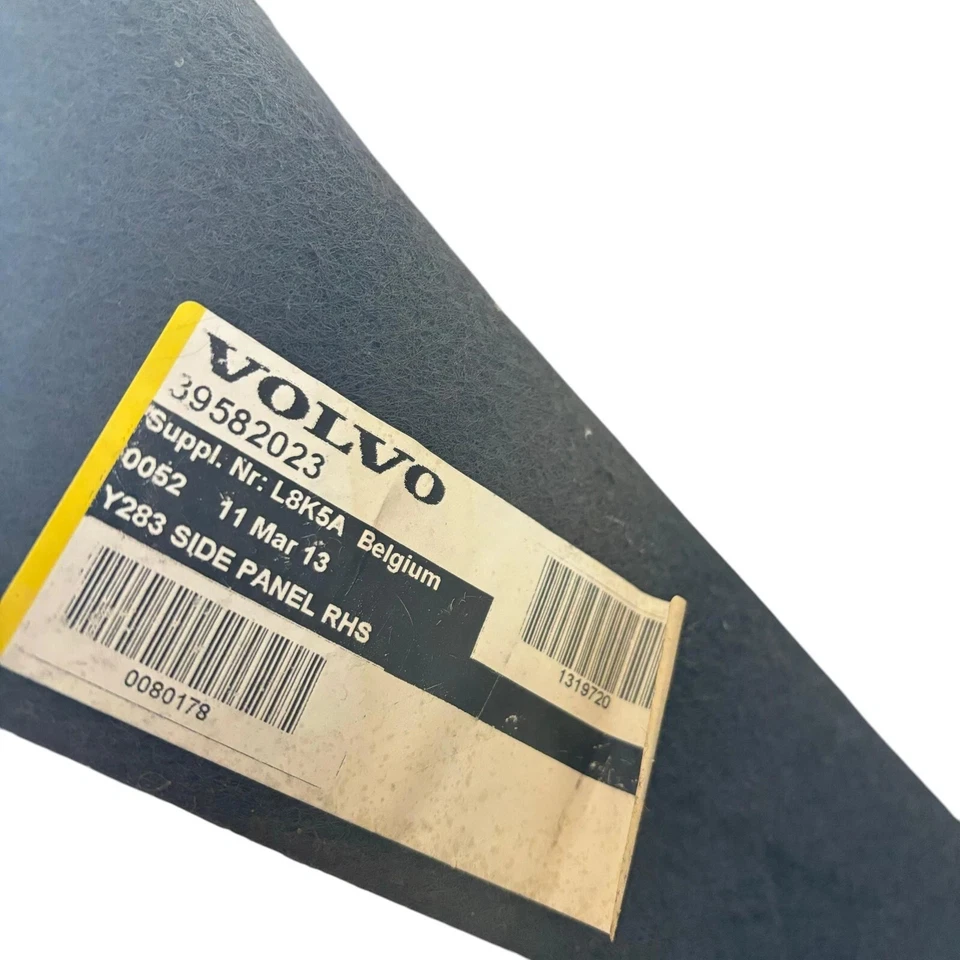 VOLVO
39582023
Suppl. Nr: L8K5A Belgium
0052 11 Mar 13
Y283 SIDE PANEL RHS
0080178
1319720